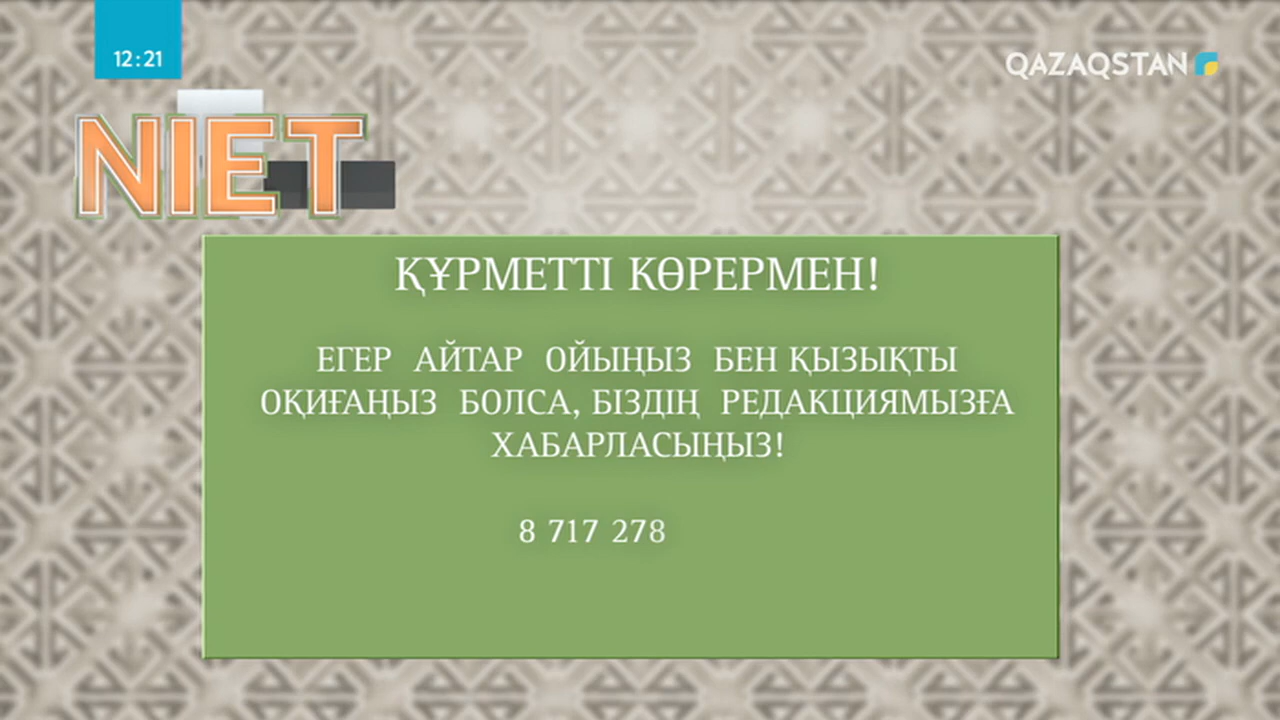 12:21
QAZAQSTAN
NIET
ҚҰРМЕТТІ КӨРЕРМЕН!
ЕГЕР АЙТАР ОЙЫҢЫЗ БЕН ҚЫЗЫҚТЫ
ОҚИҒАҢЫЗ БОЛСА, БІЗДІҢ РЕДАКЦИЯМЫЗҒА
ХАБАРЛАСЫҢЫЗ!
8 717 278